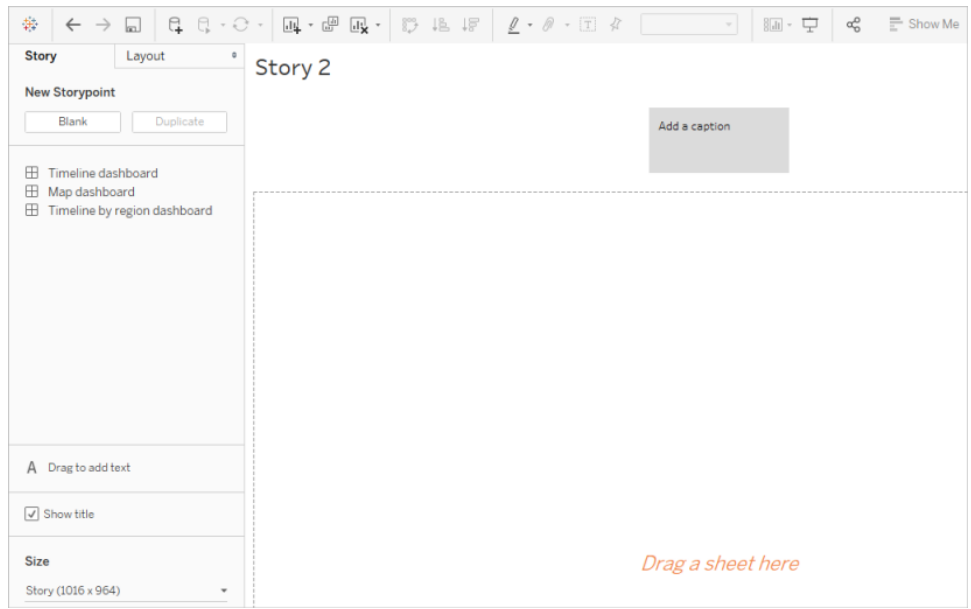 Show Me
Story
Layout
New Storypoint
Blank
Duplicate
Timeline dashboard
Map dashboard
Timeline by region dashboard
A Drag to add text
Show title
Size
Story (1016 x 964)
Story 2
Add a caption
Drag a sheet here